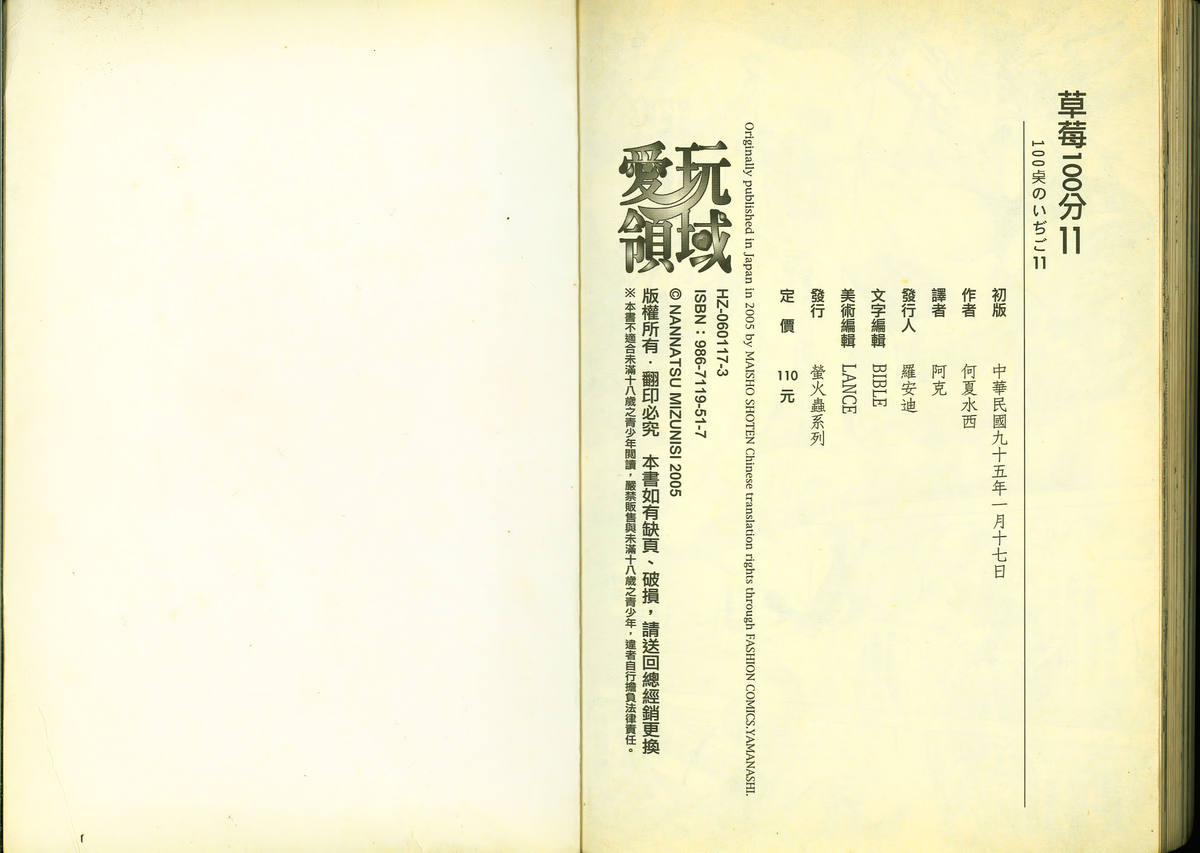 草莓100分11
100点のいぢご11
初版 中華民國九十五年一月十七日
作者 何夏水西
譯者 阿克
發行人 羅安迪
文字編輯 BIBLE
美術編輯 LANCE
發行 螢火蟲系列
定價 110元
Originally published in Japan in 2005 by MAISHO SHOTEN Chinese translation rights through FASHION COMICS.YAMANASHI.
玩域
愛領
HZ-060117-3
ISBN：986-7119-51-7
© NANNATSU MIZUNISI 2005
版權所有．翻印必究 本書如有缺頁、破損，請送回總經銷更換
※本書不適合未滿十八歲之青少年閱讀，嚴禁販售與未滿十八歲之青少年，違者自行擔負法律責任。